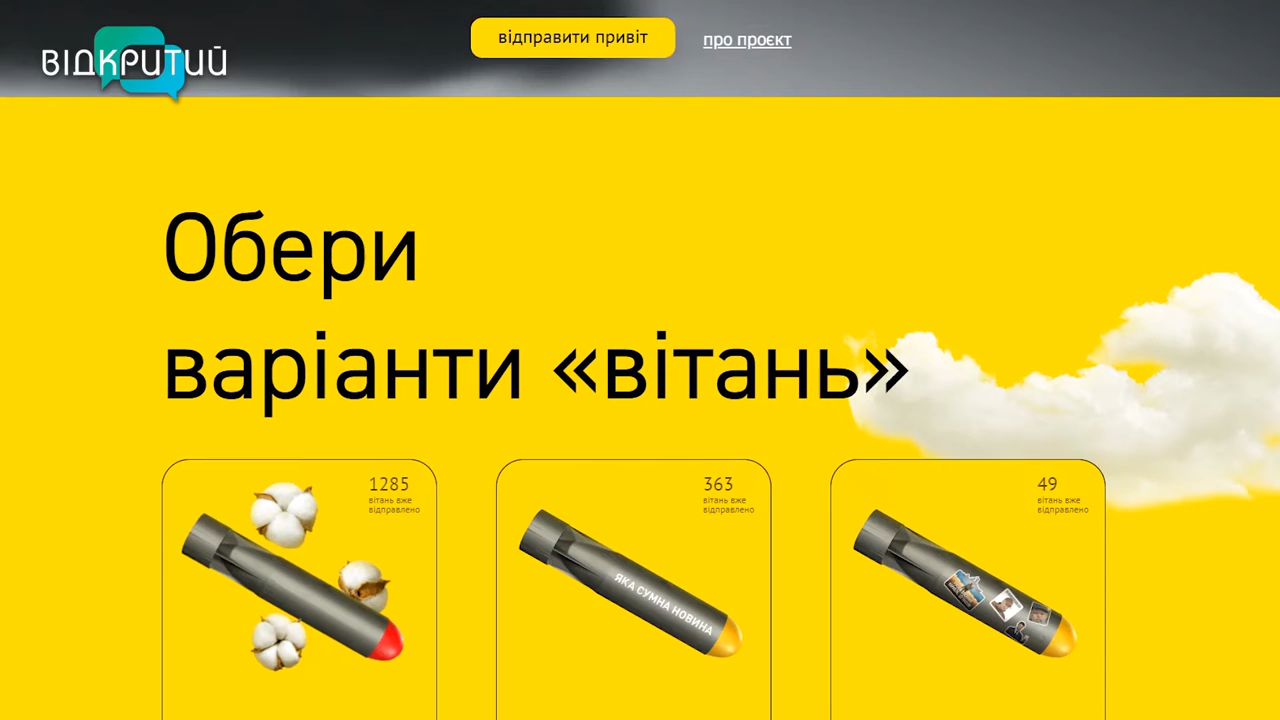 ВІДКРИТИЙ
відправити привіт
про проєкт
Обери
варіанти «вітань»
1285
вітань вже
відправлено
363
вітань вже
відправлено
ЯКА СУМНА НОВИНА
49
вітань вже
відправлено